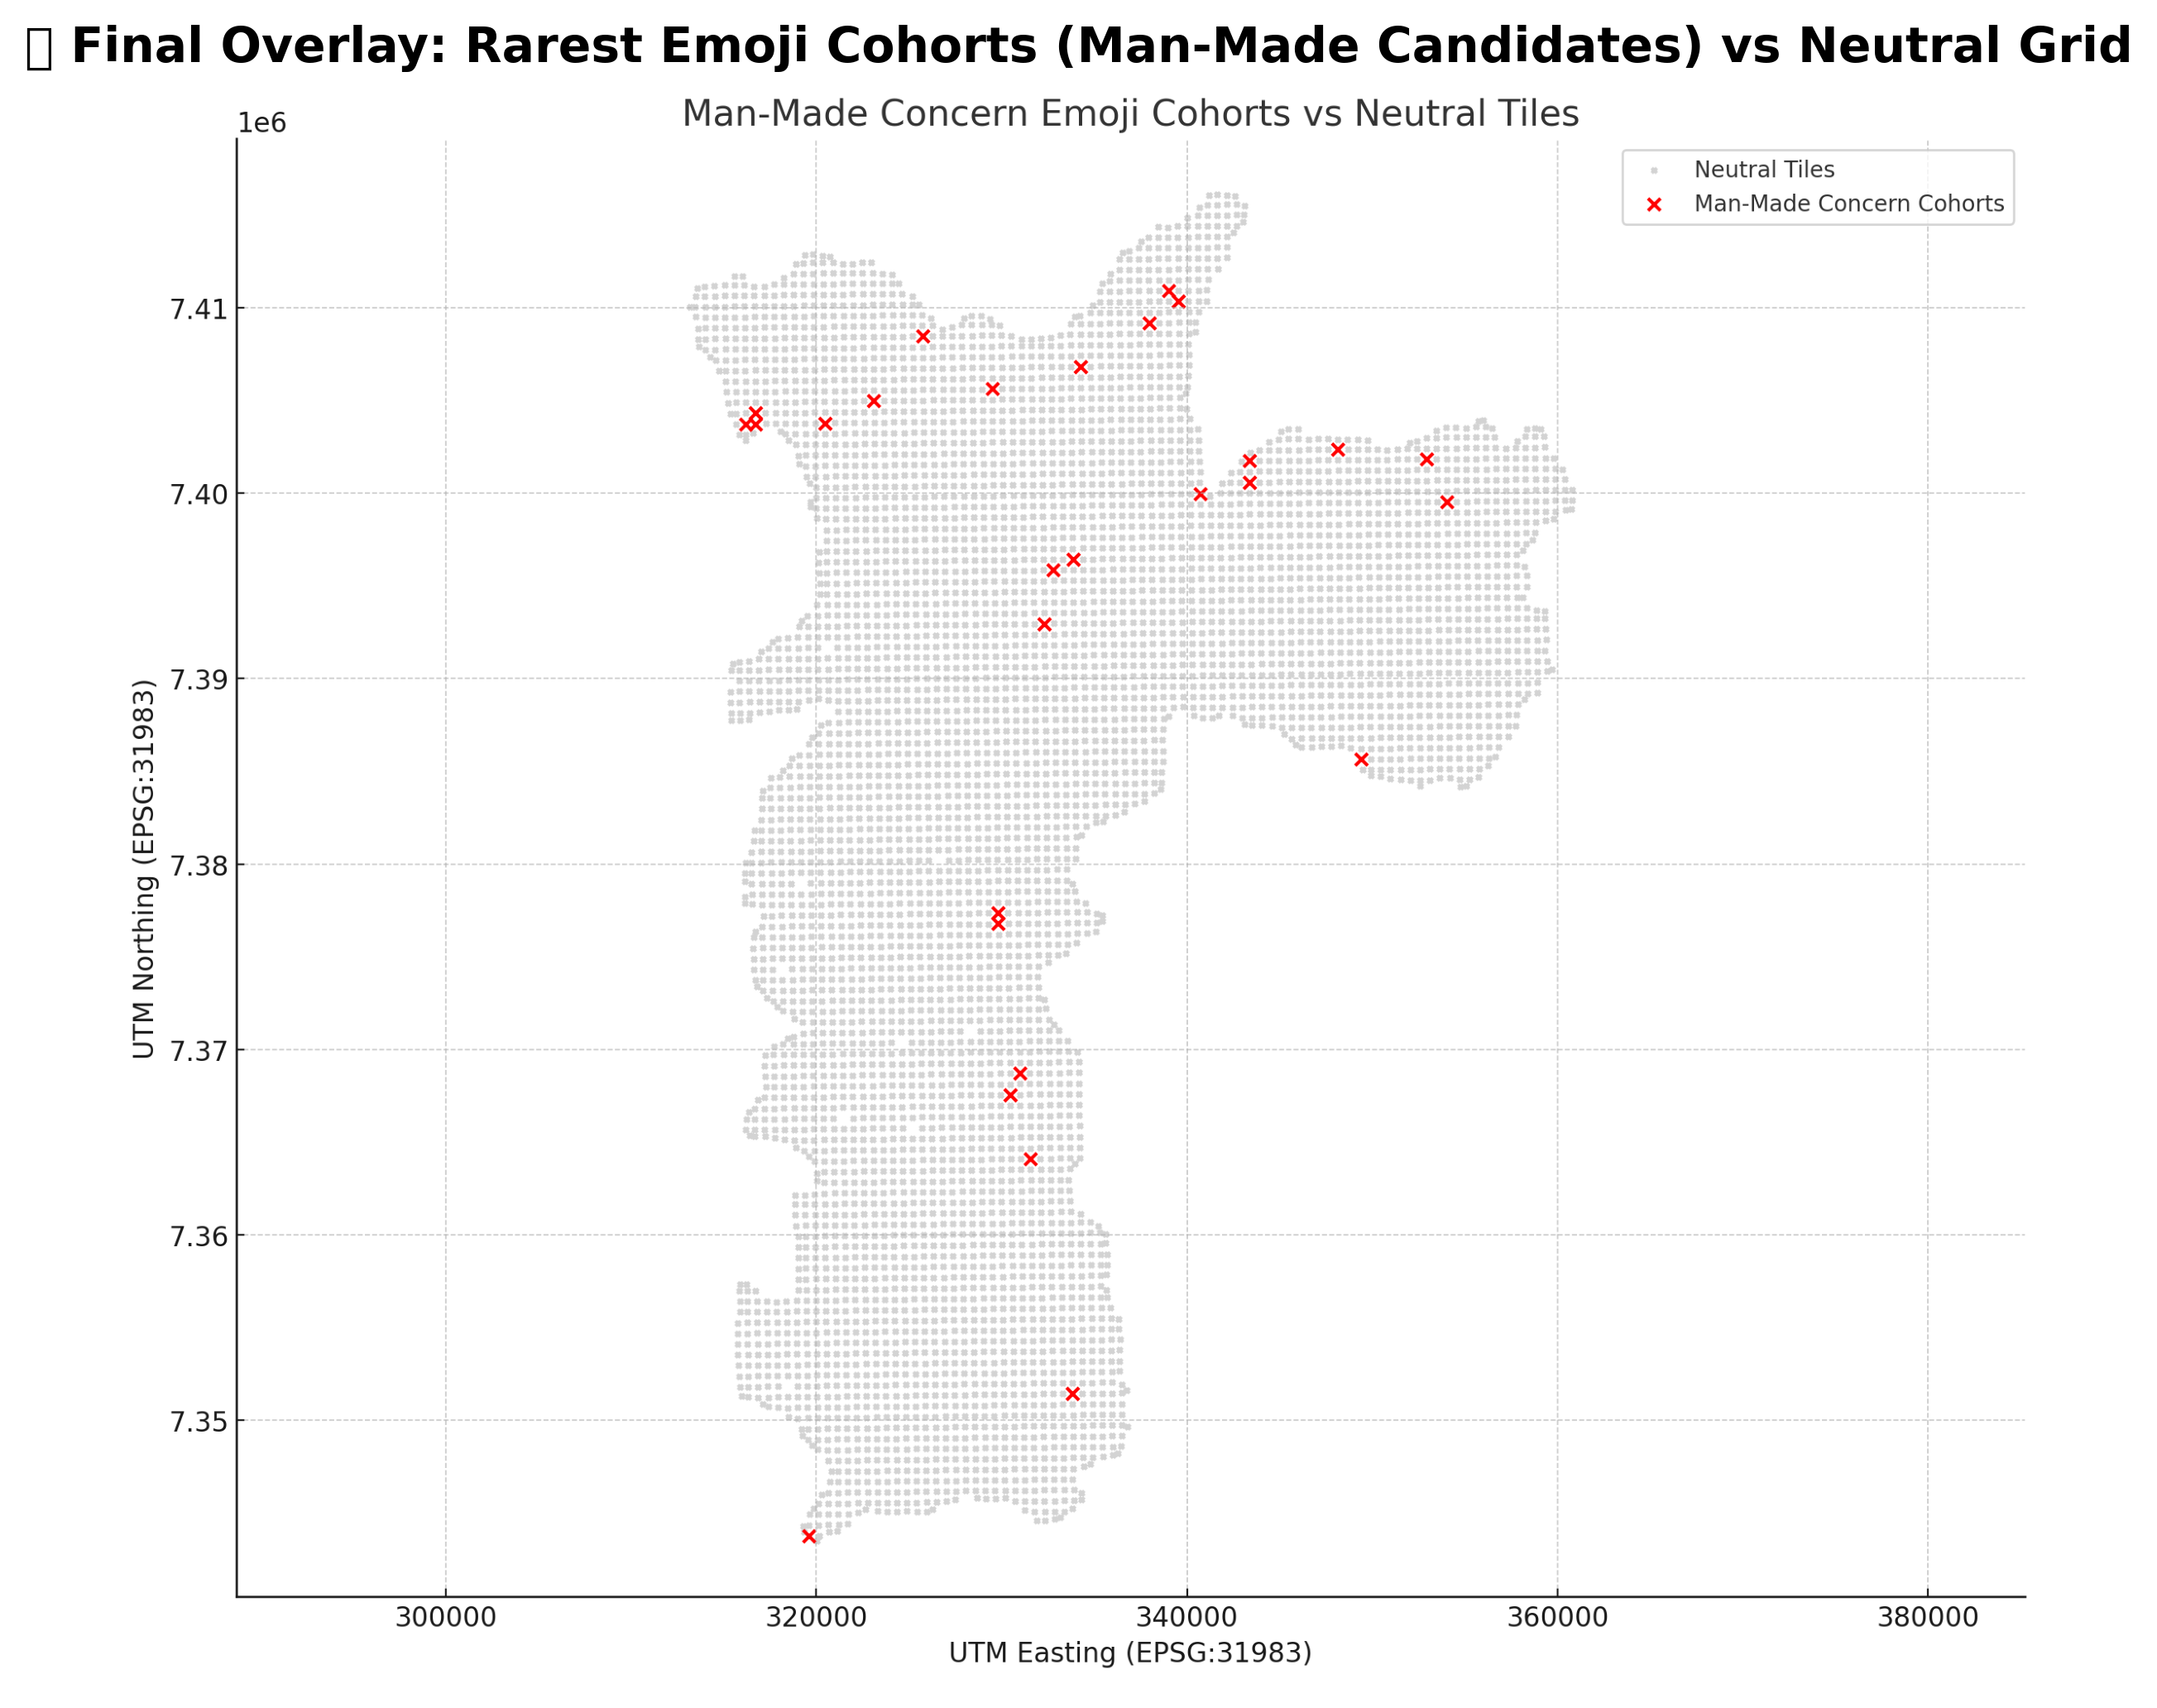 Final Overlay: Rarest Emoji Cohorts (Man-Made Candidates) vs Neutral Grid
Man-Made Concern Emoji Cohorts vs Neutral Tiles
1e6
Neutral Tiles
Man-Made Concern Cohorts
7.41
7.40
7.39
7.38
7.37
7.36
7.35
UTM Northing (EPSG:31983)
300000 320000 340000 360000 380000
UTM Easting (EPSG:31983)